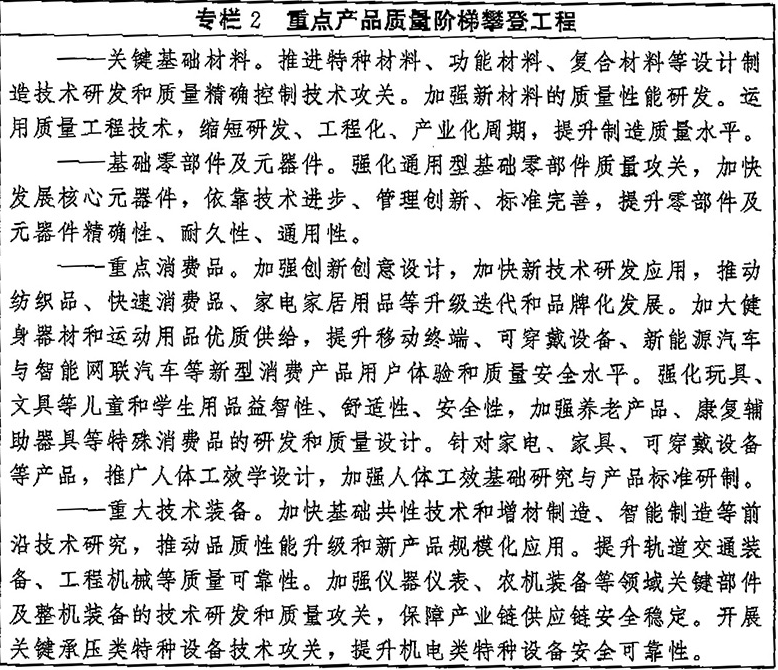 专栏2 重点产品质量阶梯攀登工程
——关键基础材料。推进特种材料、功能材料、复合材料等设计制
造技术研发和质量精确控制技术攻关。加强新材料的质量性能研发。运
用质量工程技术，缩短研发、工程化、产业化周期，提升制造质量水平。
——基础零部件及元器件。强化通用型基础零部件质量攻关，加快
发展核心元器件，依靠技术进步、管理创新、标准完善，提升零部件及
元器件精确性、耐久性、通用性。
——重点消费品。加强创新创意设计，加快新技术研发应用，推动
纺织品、快速消费品、家电家居用品等升级迭代和品牌化发展。加大健
身器材和运动用品优质供给，提升移动终端、可穿戴设备、新能源汽车
与智能网联汽车等新型消费产品用户体验和质量安全水平。强化玩具、
文具等儿童和学生用品益智性、舒适性、安全性，加强养老产品、康复辅
助器具等特殊消费品的研发和质量设计。针对家电、家具、可穿戴设备
等产品，推广人体工效学设计，加强人体工效基础研究与产品标准研制。
——重大技术装备。加快基础共性技术和增材制造、智能制造等前
沿技术研究，推动品质性能升级和新产品规模化应用。提升轨道交通装
备、工程机械等质量可靠性。加强仪器仪表、农机装备等领域关键部件
及整机装备的技术研发和质量攻关，保障产业链供应链安全稳定。开展
关键承压类特种设备技术攻关，提升机电类特种设备安全可靠性。